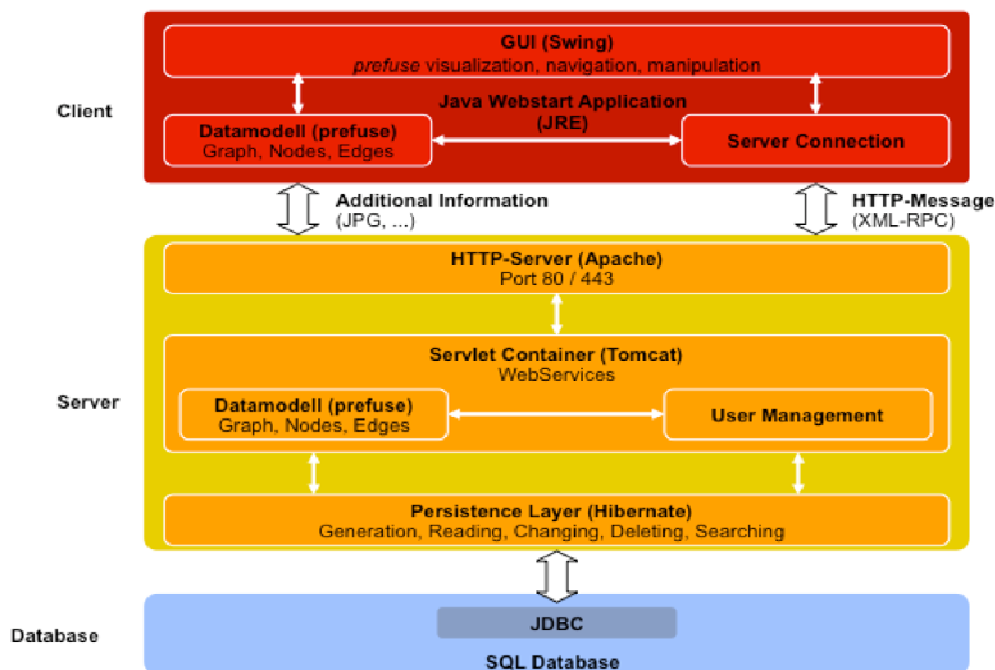 GUI (Swing)
prefuse visualization, navigation, manipulation
Client
Java Webstart Application
(JRE)
Datamodell (prefuse)
Graph, Nodes, Edges
Server Connection
Additional Information
(JPG, ...)
HTTP-Message
(XML-RPC)
HTTP-Server (Apache)
Port 80 / 443
Servlet Container (Tomcat)
WebServices
Server
Datamodell (prefuse)
Graph, Nodes, Edges
User Management
Persistence Layer (Hibernate)
Generation, Reading, Changing, Deleting, Searching
JDBC
Database
SQL Database